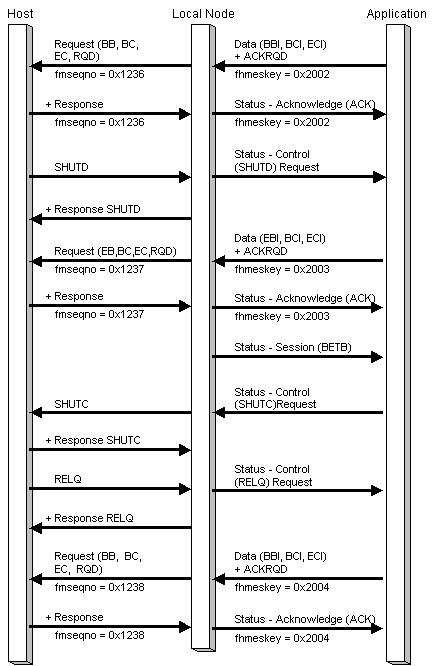 Host Local Node Application
Request (BB, BC, Data (BBI, BCI, ECI)
EC, RQD) + ACKRQD
fmseqno = 0x1236 fhmeskey = 0x2002
+ Response Status - Acknowledge (ACK)
fmseqno = 0x1236 fhmeskey = 0x2002
SHUTD Status - Control
(SHUTD) Request
+ Response SHUTD
Request (EB,BC,EC,RQD) Data (EBI, BCI, ECI)
+ ACKRQD
fmseqno = 0x1237 fhmeskey = 0x2003
+ Response Status - Acknowledge (ACK)
fmseqno = 0x1237 fhmeskey = 0x2003
Status - Session (BETB)
SHUTC Status - Control
(SHUTC)Request
+ Response SHUTC
RELQ Status - Control
(RELQ) Request
+ Response RELQ
Request (BB, BC, Data (BBI, BCI, ECI)
EC, RQD) + ACKRQD
fmseqno = 0x1238 fhmeskey = 0x2004
+ Response Status - Acknowledge (ACK)
fmseqno = 0x1238 fhmeskey = 0x2004